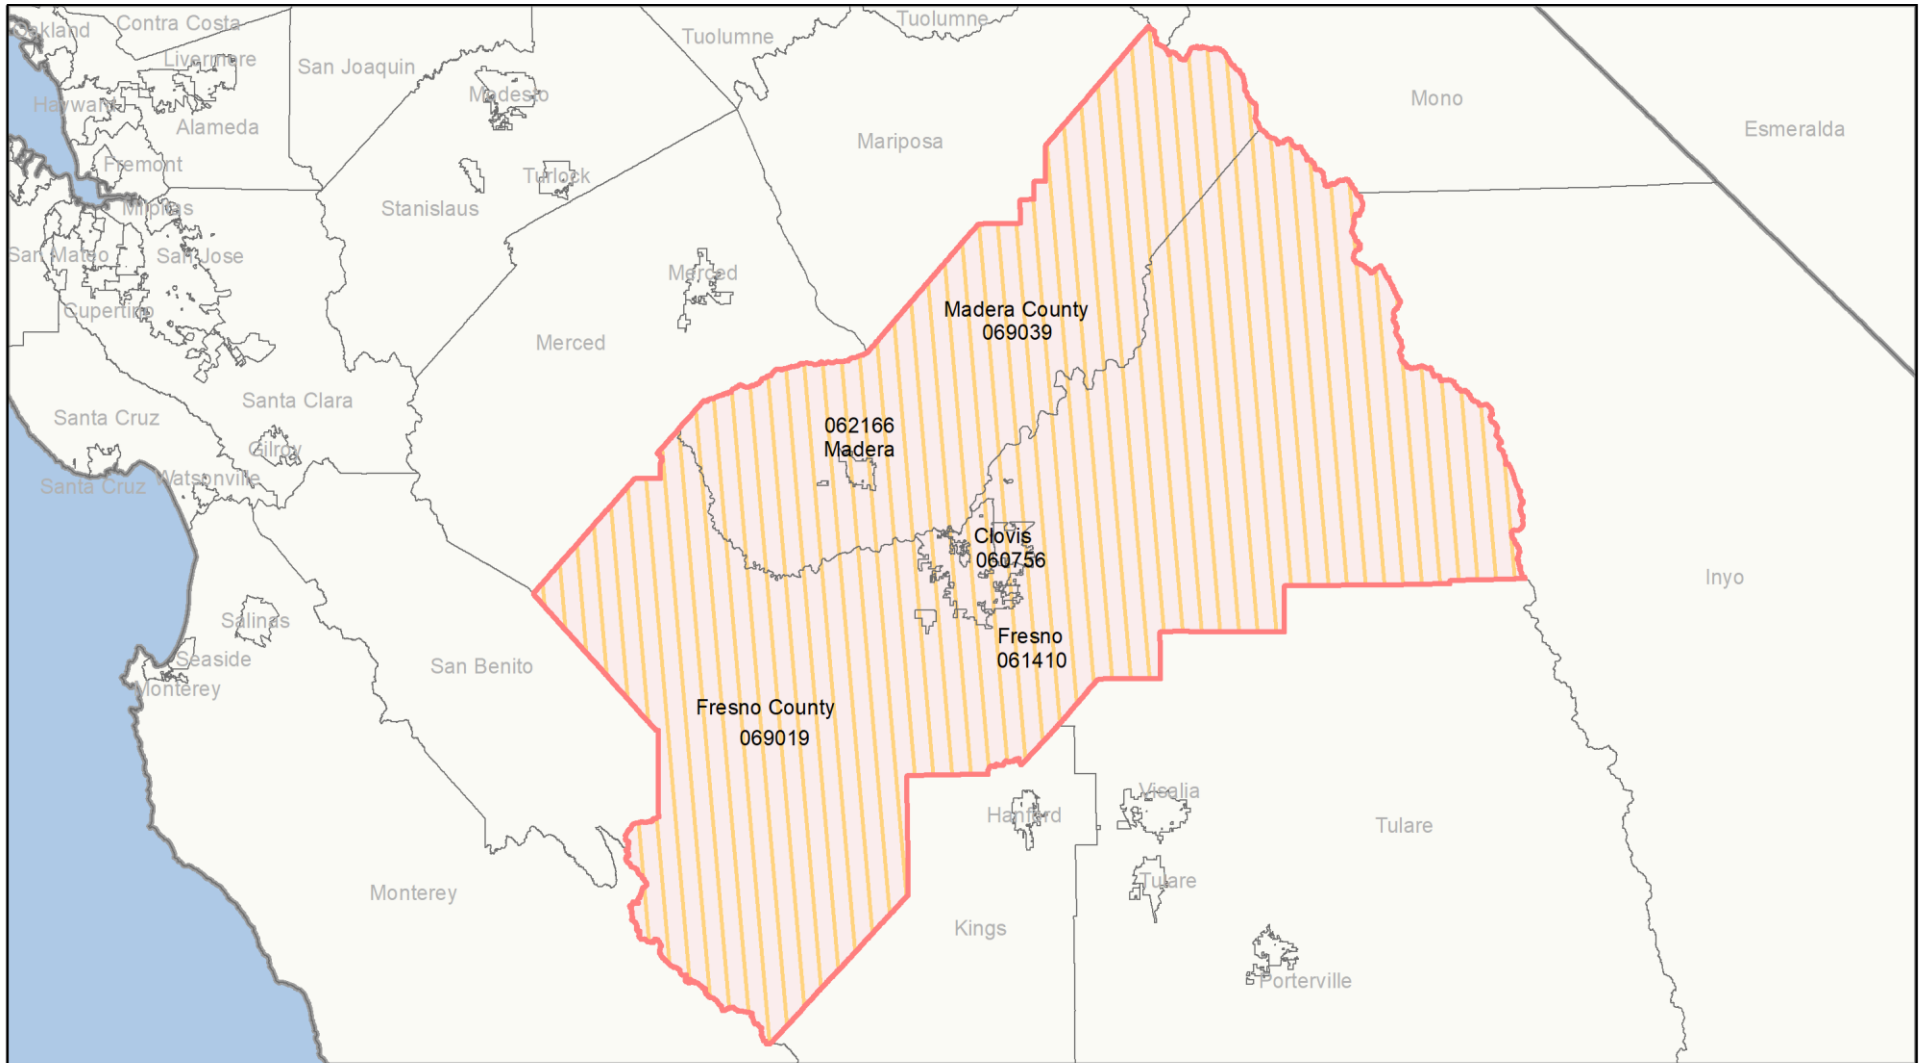 Oakland
Contra Costa
Tuolumne
Tuolumne
Livermore
San Joaquin
Modesto
Mono
Hayward
Alameda
Mariposa
Esmeralda
Fremont
Turlock
Milpitas
Stanislaus
San Mateo
San Jose
Merced
Cupertino
Madera County
069039
Merced
Santa Clara
Santa Cruz
062166
Madera
Gilroy
Watsonville
Santa Cruz
Clovis
060756
Inyo
Salinas
Fresno
061410
Seaside
San Benito
Monterey
Fresno County
069019
Visalia
Hanford
Tulare
Tulare
Monterey
Kings
Porterville